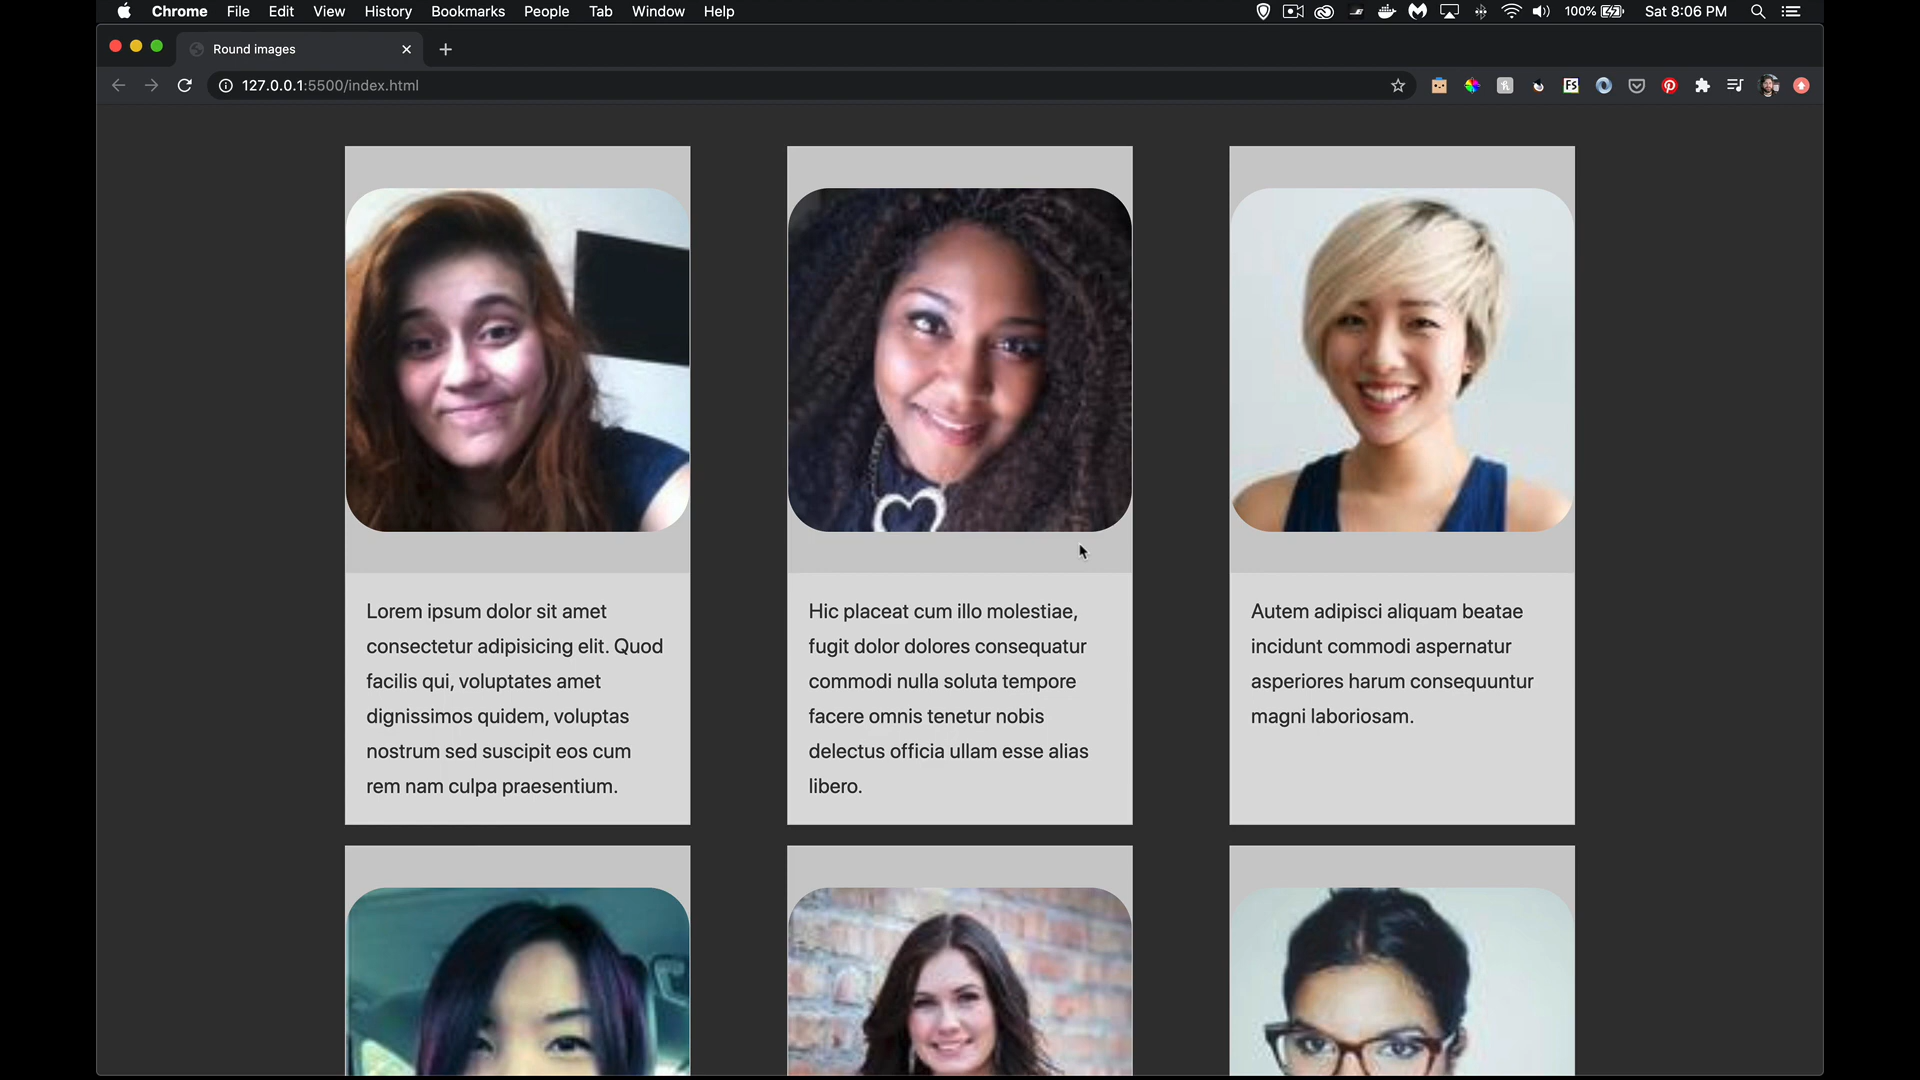 Chrome File Edit View History Bookmarks People Tab Window Help 100% Sat 8:06 PM
Round images
127.0.0.1:5500/index.html
FS
Lorem ipsum dolor sit amet
consectetur adipisicing elit. Quod
facilis qui, voluptates amet
dignissimos quidem, voluptas
nostrum sed suscipit eos cum
rem nam culpa praesentium.
Hic placeat cum illo molestiae,
fugit dolor dolores consequatur
commodi nulla soluta tempore
facere omnis tenetur nobis
delectus officia ullam esse alias
libero.
Autem adipisci aliquam beatae
incidunt commodi aspernatur
asperiores harum consequuntur
magni laboriosam.